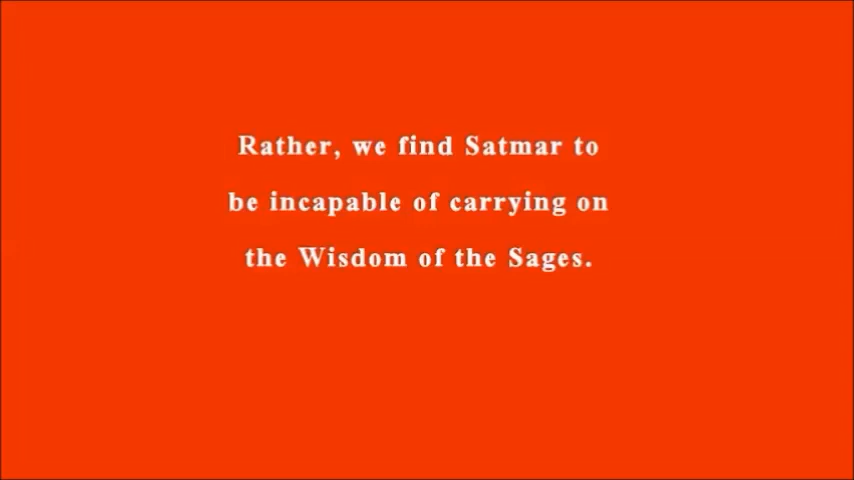 Rather, we find Satmar to
be incapable of carrying on
the Wisdom of the Sages.